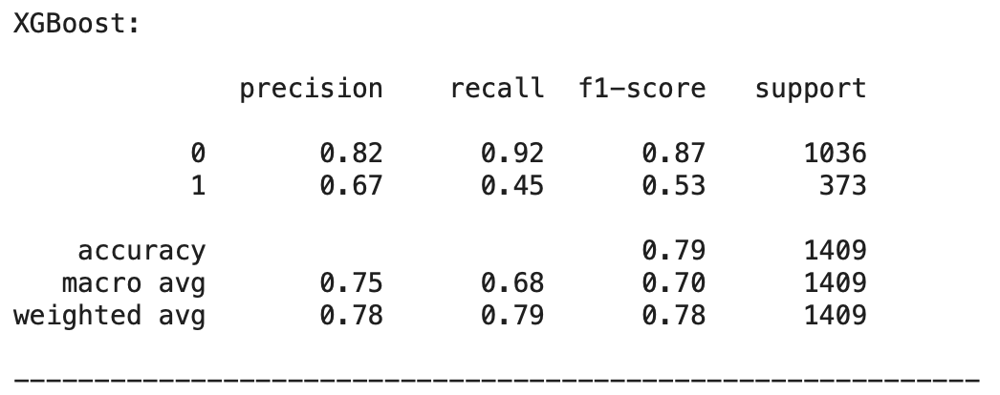 XGBoost:
precision recall f1-score support
0 0.82 0.92 0.87 1036
1 0.67 0.45 0.53 373
accuracy 0.79 1409
macro avg 0.75 0.68 0.70 1409
weighted avg 0.78 0.79 0.78 1409
------------------------------------------------------------